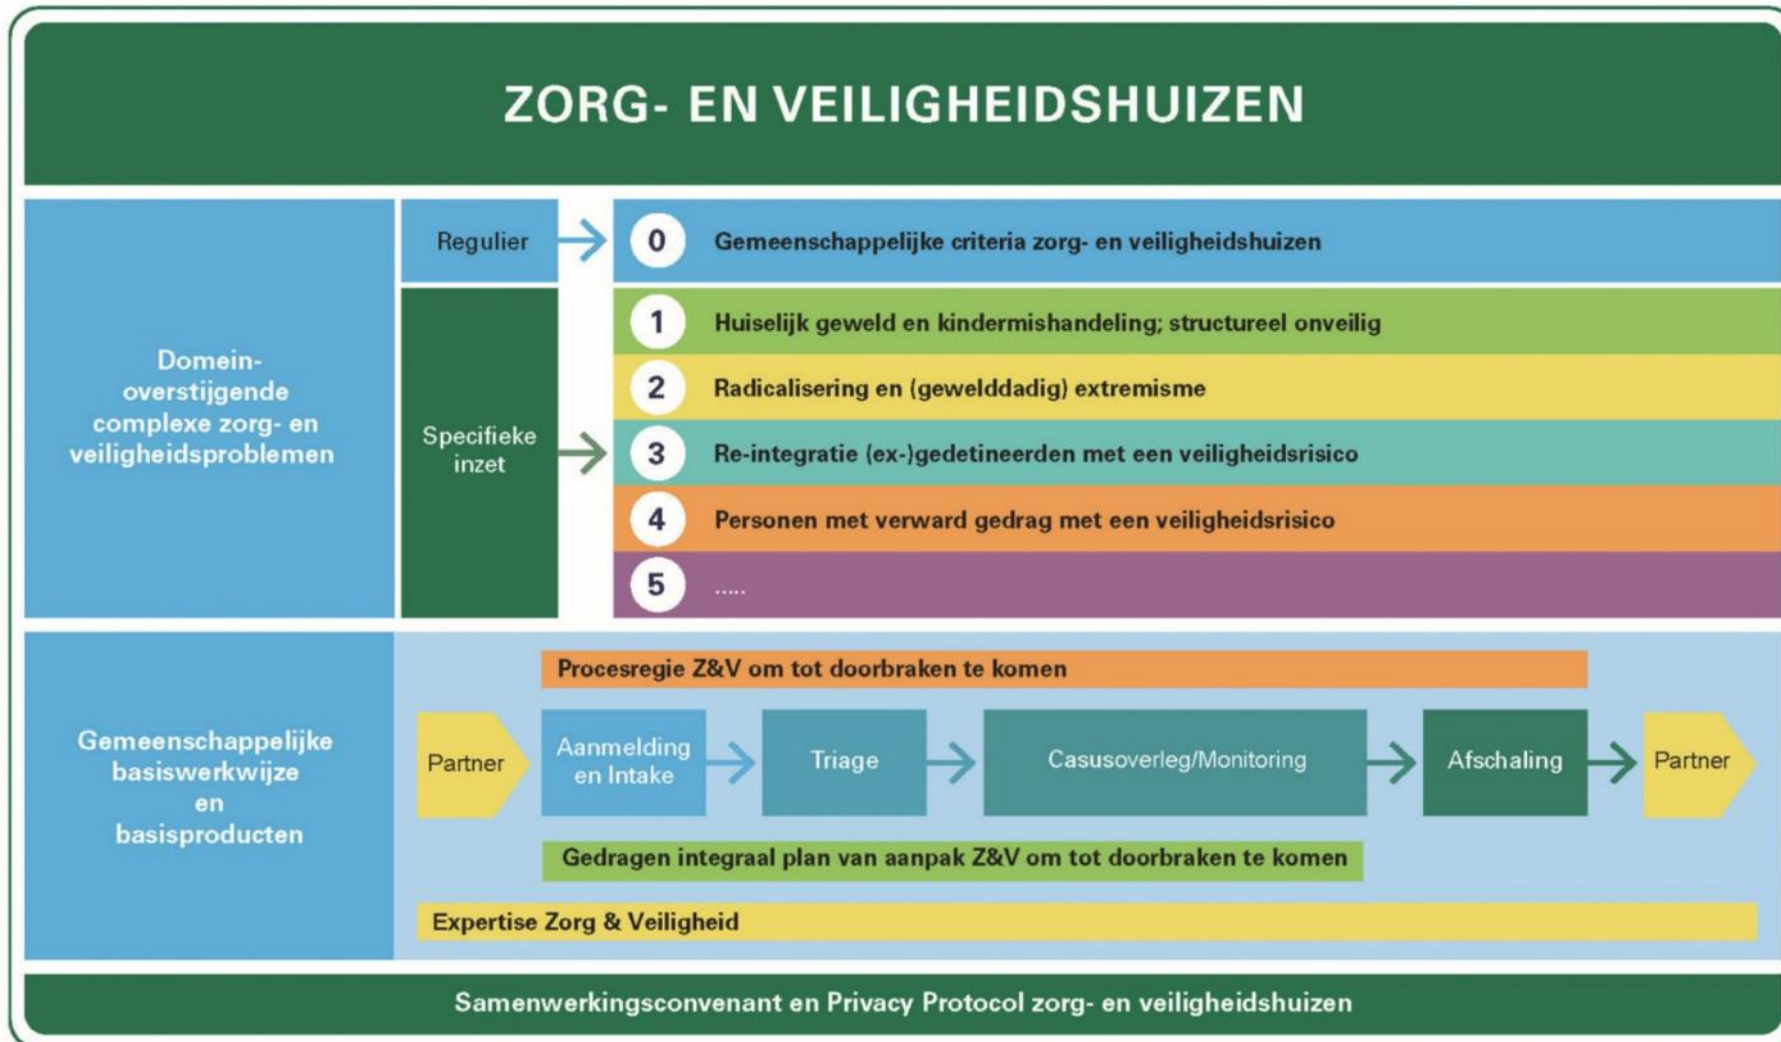 ZORG- EN VEILIGHEIDSHUIZEN
Domein-
overstijgende
complexe zorg- en
veiligheidsproblemen
Regulier
0 Gemeenschappelijke criteria zorg- en veiligheidshuizen
Specifieke
inzet
1 Huiselijk geweld en kindermishandeling; structureel onveilig
2 Radicalisering en (gewelddadig) extremisme
3 Re-integratie (ex-)gedetineerden met een veiligheidsrisico
4 Personen met verward gedrag met een veiligheidsrisico
5 .....
Gemeenschappelijke
basiswerkwijze
en
basisproducten
Procesregie Z&V om tot doorbraken te komen
Partner
Aanmelding
en Intake
Triage
Casusoverleg/Monitoring
Afschaling
Partner
Gedragen integraal plan van aanpak Z&V om tot doorbraken te komen
Expertise Zorg & Veiligheid
Samenwerkingsconvenant en Privacy Protocol zorg- en veiligheidshuizen